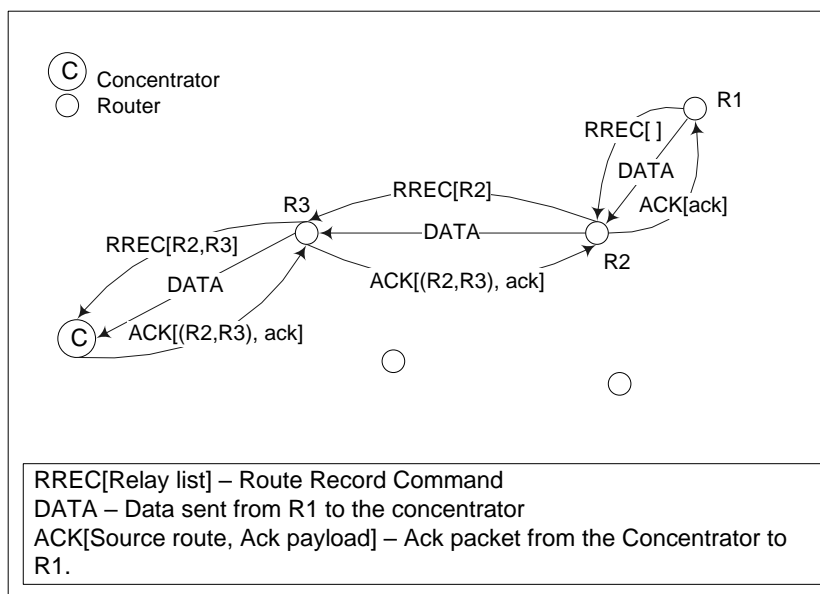 C Concentrator
Router
R1
RREC[ ]
DATA
ACK[ack]
RREC[R2]
R3
DATA
R2
RREC[R2,R3]
DATA
ACK[(R2,R3), ack]
C
ACK[(R2,R3), ack]
RREC[Relay list] – Route Record Command
DATA – Data sent from R1 to the concentrator
ACK[Source route, Ack payload] – Ack packet from the Concentrator to
R1.